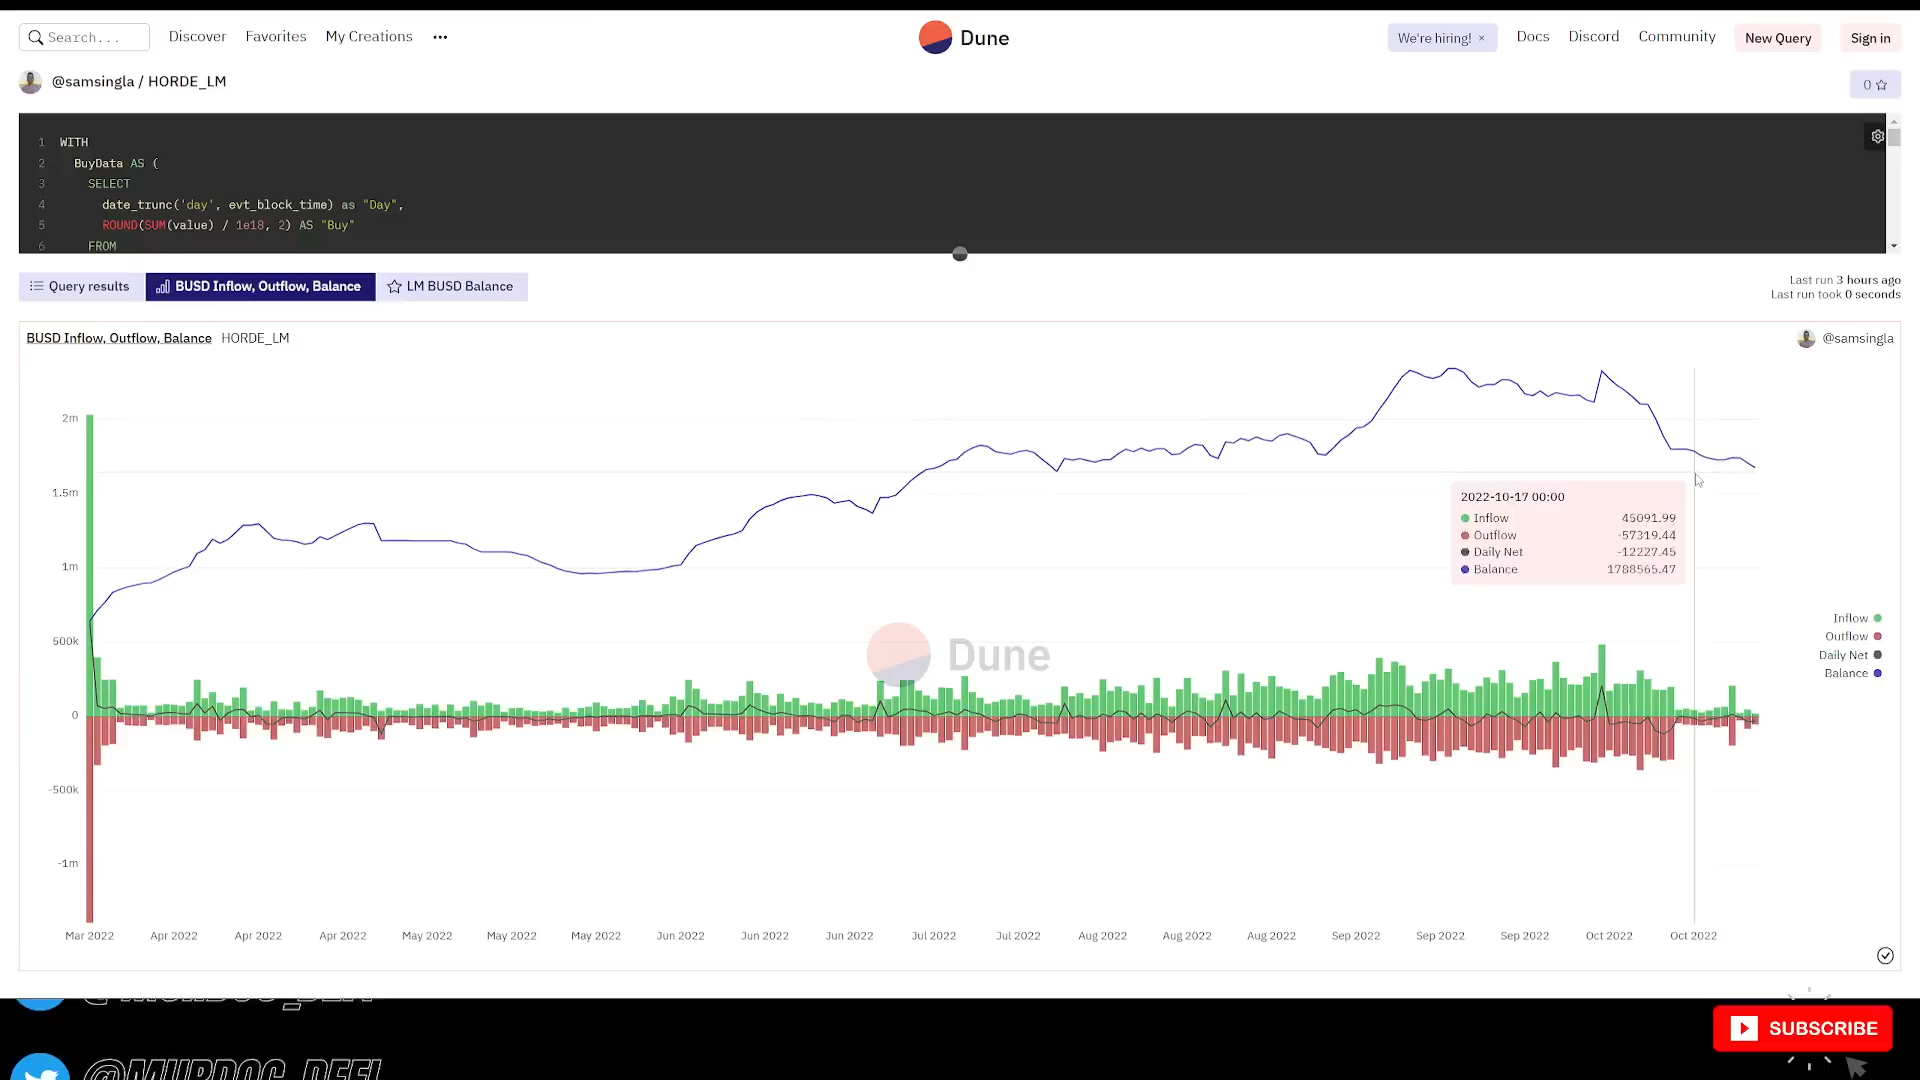 Search...
Discover
Favorites
My Creations
•••
Dune
We're hiring! ×
Docs
Discord
Community
New Query
Sign in
@samsingla / HORDE_LM
0
1 WITH
2 BuyData AS (
3 SELECT
4 date_trunc('day', evt_block_time) as "Day",
5 ROUND(SUM(value) / 1e18, 2) AS "Buy"
6 FROM
Query results
BUSD Inflow, Outflow, Balance
LM BUSD Balance
Last run 3 hours ago
Last run took 0 seconds
BUSD Inflow, Outflow, Balance HORDE_LM
@samsingla
2m
1.5m
1m
500k
0
-500k
-1m
2022-10-17 00:00
Inflow 45091.99
Outflow -57319.44
Daily Net -12227.45
Balance 1788565.47
Dune
Inflow
Outflow
Daily Net
Balance
Mar 2022 Apr 2022 Apr 2022 Apr 2022 May 2022 May 2022 May 2022 Jun 2022 Jun 2022 Jun 2022 Jul 2022 Jul 2022 Aug 2022 Aug 2022 Aug 2022 Sep 2022 Sep 2022 Sep 2022 Oct 2022 Oct 2022
@MURDOC_DEFI
@MURDOC_DEFI
SUBSCRIBE